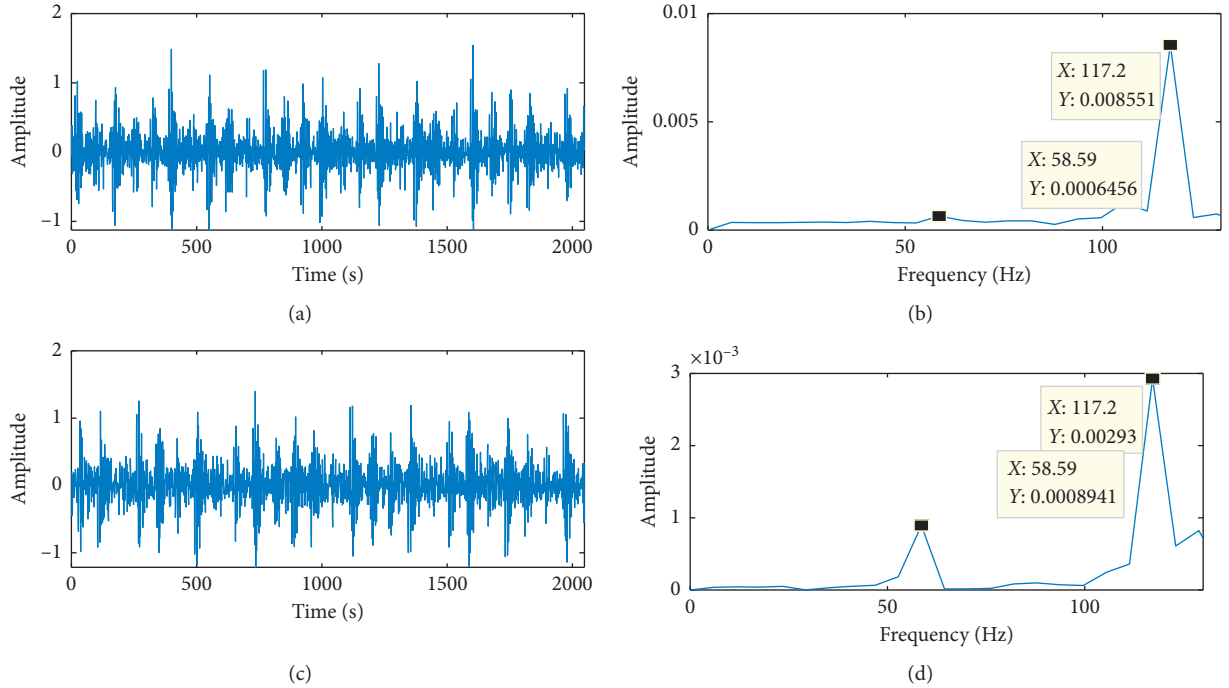 2
1
0
−1
Amplitude
0
500
1000
1500
2000
Time (s)
(a)
0.01
0.005
0
Amplitude
X: 117.2
Y: 0.008551
X: 58.59
Y: 0.0006456
0
50
100
Frequency (Hz)
(b)
2
1
0
−1
Amplitude
0
500
1000
1500
2000
Time (s)
(c)
×10−3
3
2
1
0
Amplitude
X: 117.2
Y: 0.00293
X: 58.59
Y: 0.0008941
0
50
100
Frequency (Hz)
(d)